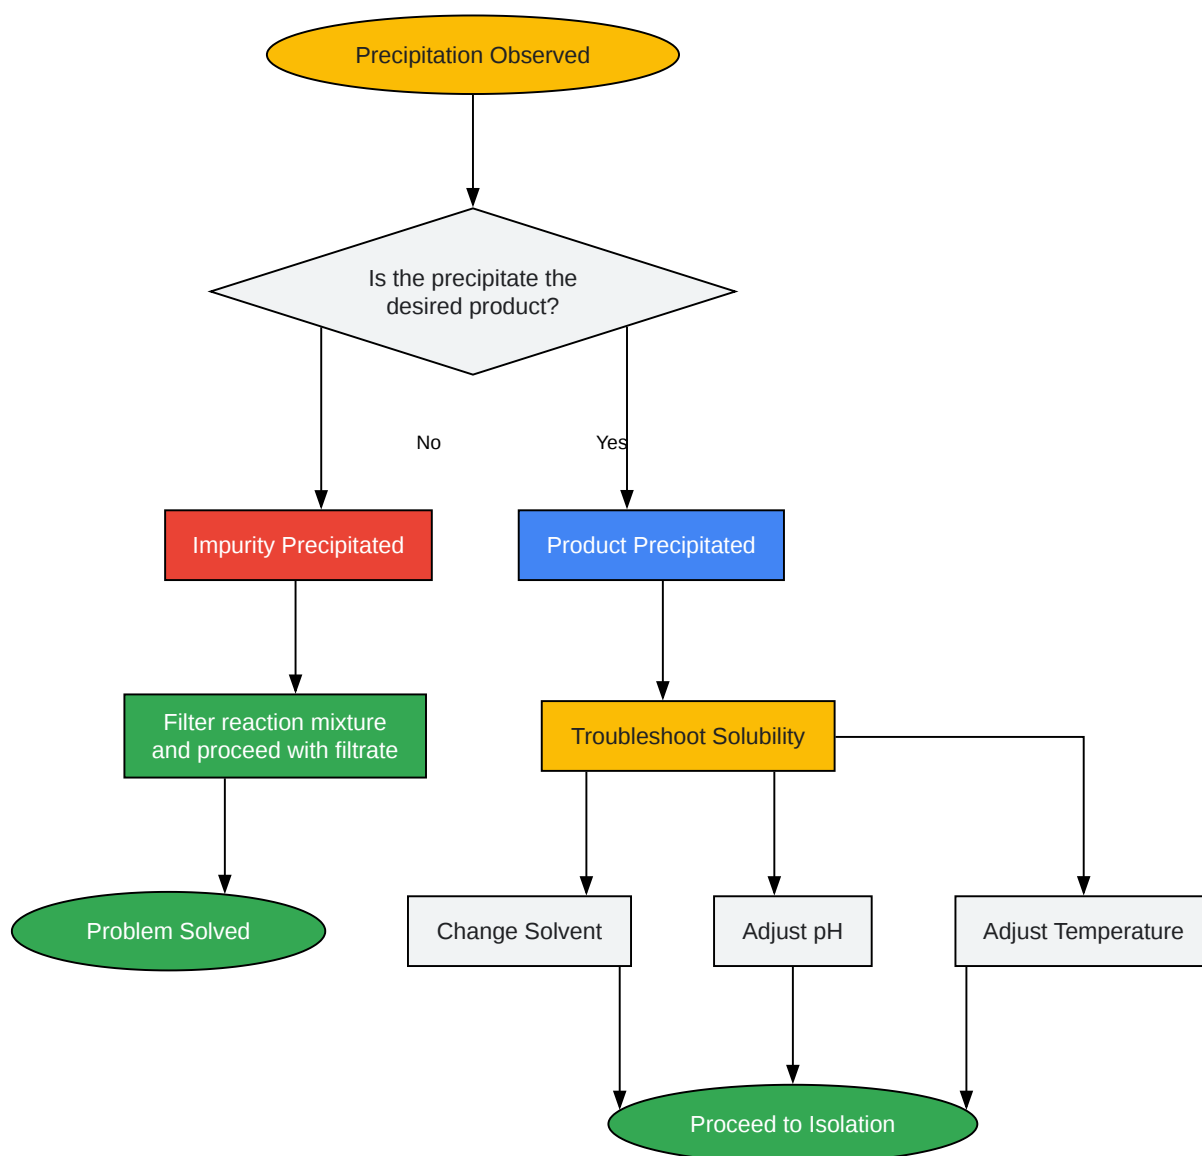 Precipitation Observed
Is the precipitate the
desired product?
No
Yes
Impurity Precipitated
Product Precipitated
Filter reaction mixture
and proceed with filtrate
Troubleshoot Solubility
Problem Solved
Change Solvent
Adjust pH
Adjust Temperature
Proceed to Isolation